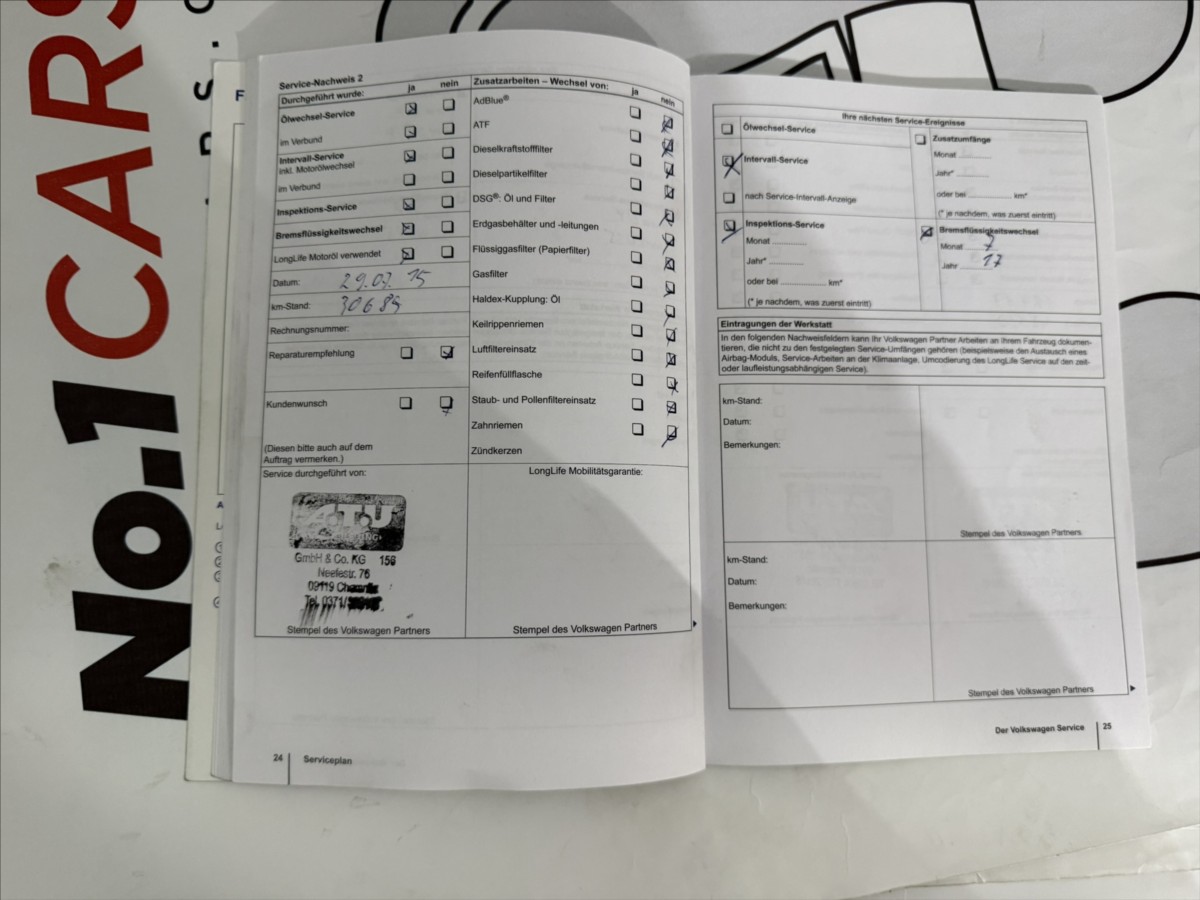 No.1 CARS
F
Service-Nachweis 2
Durchgeführt wurde: ja nein
Ölwechsel-Service
im Verbund
Intervall-Service
inkl. Motorölwechsel
im Verbund
Inspektions-Service
Bremsflüssigkeitswechsel
LongLife Motoröl verwendet
Datum: 29.07.15
km-Stand: 30689
Rechnungsnummer:
Reparaturempfehlung
Kundenwunsch
(Diesen bitte auch auf dem
Auftrag vermerken.)
Service durchgeführt von:
ATU
GmbH & Co. KG 156
Neefestr. 76
09119 Chemnitz
Tel. 0371/
Stempel des Volkswagen Partners
Zusatzarbeiten – Wechsel von: ja nein
AdBlue®
ATF
Dieselkraftstofffilter
Dieselpartikelfilter
DSG®: Öl und Filter
Erdgasbehälter und -leitungen
Flüssiggasfilter (Papierfilter)
Gasfilter
Haldex-Kupplung: Öl
Keilrippenriemen
Luftfiltereinsatz
Reifenfüllflasche
Staub- und Pollenfiltereinsatz
Zahnriemen
Zündkerzen
LongLife Mobilitätsgarantie:
Stempel des Volkswagen Partners
24 Serviceplan
Ihre nächsten Service-Ereignisse
Ölwechsel-Service
Intervall-Service
nach Service-Intervall-Anzeige
Inspektions-Service
Monat
Jahr*
oder bei km*
(* je nachdem, was zuerst eintritt)
Zusatzumfänge
Monat
Jahr*
oder bei km*
(* je nachdem, was zuerst eintritt)
Bremsflüssigkeitswechsel
Monat 7
Jahr 17
Eintragungen der Werkstatt
In den folgenden Nachweisfeldern kann Ihr Volkswagen Partner Arbeiten an Ihrem Fahrzeug dokumen-
tieren, die nicht zu den festgelegten Service-Umfängen gehören (beispielsweise den Austausch eines
Airbag-Moduls, Service-Arbeiten an der Klimaanlage, Umcodierung des LongLife Service auf den zeit-
oder laufleistungsabhängigen Service).
km-Stand:
Datum:
Bemerkungen:
Stempel des Volkswagen Partners
km-Stand:
Datum:
Bemerkungen:
Stempel des Volkswagen Partners
Der Volkswagen Service 25